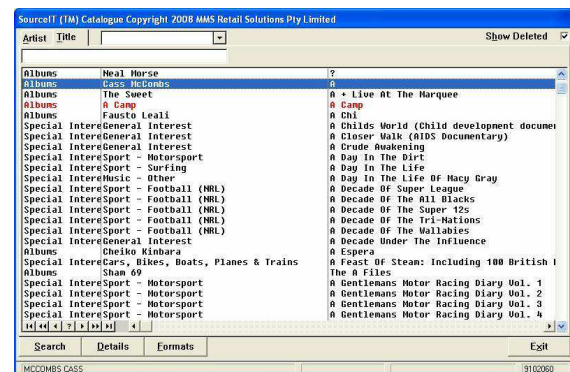 SourceIT (TM) Catalogue Copyright 2008 MMS Retail Solutions Pty Limited
Artist Title Show Deleted
Albums Neal Morse ?
Albums Cass McCombs A
Albums The Sweet A + Live At The Marquee
Albums A Camp A Camp
Albums Fausto Leali A Chi
Special Intere General Interest A Childs World (Child development documen
Special Intere General Interest A Closer Walk (AIDS Documentary)
Special Intere General Interest A Crude Awakening
Special Intere Sport - Motorsport A Day In The Dirt
Special Intere Sport - Surfing A Day In The Life
Special Intere Music - Other A Day In The Life Of Macy Gray
Special Intere Sport - Football (NRL) A Decade Of Super League
Special Intere Sport - Football (NRL) A Decade Of The All Blacks
Special Intere Sport - Football (NRL) A Decade Of The Super 12s
Special Intere Sport - Football (NRL) A Decade Of The Tri-Nations
Special Intere Sport - Football (NRL) A Decade Of The Wallabies
Special Intere General Interest A Decade Under The Influence
Albums Cheiko Kinbara A Espera
Special Intere Cars, Bikes, Boats, Planes & Trains A Feast Of Steam: Including 100 British
Albums Sham 69 The A Files
Special Intere Sport - Motorsport A Gentlemans Motor Racing Diary Vol. 1
Special Intere Sport - Motorsport A Gentlemans Motor Racing Diary Vol. 2
Special Intere Sport - Motorsport A Gentlemans Motor Racing Diary Vol. 3
Special Intere Sport - Motorsport A Gentlemans Motor Racing Diary Vol. 4
?
Search Details Formats Exit
MCCOMBS CASS 9102060